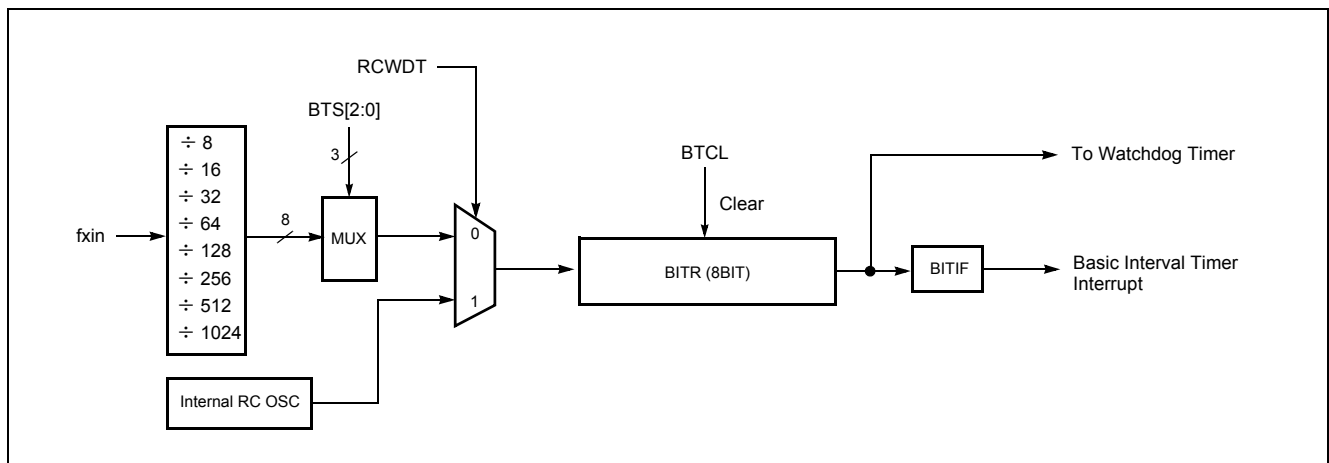 RCWDT
BTS[2:0]
3
÷ 8
÷ 16
÷ 32
÷ 64
÷ 128
÷ 256
÷ 512
÷ 1024
fxin
8
MUX
0
1
Internal RC OSC
BTCL
Clear
BITR (8BIT)
To Watchdog Timer
BITIF
Basic Interval Timer
Interrupt